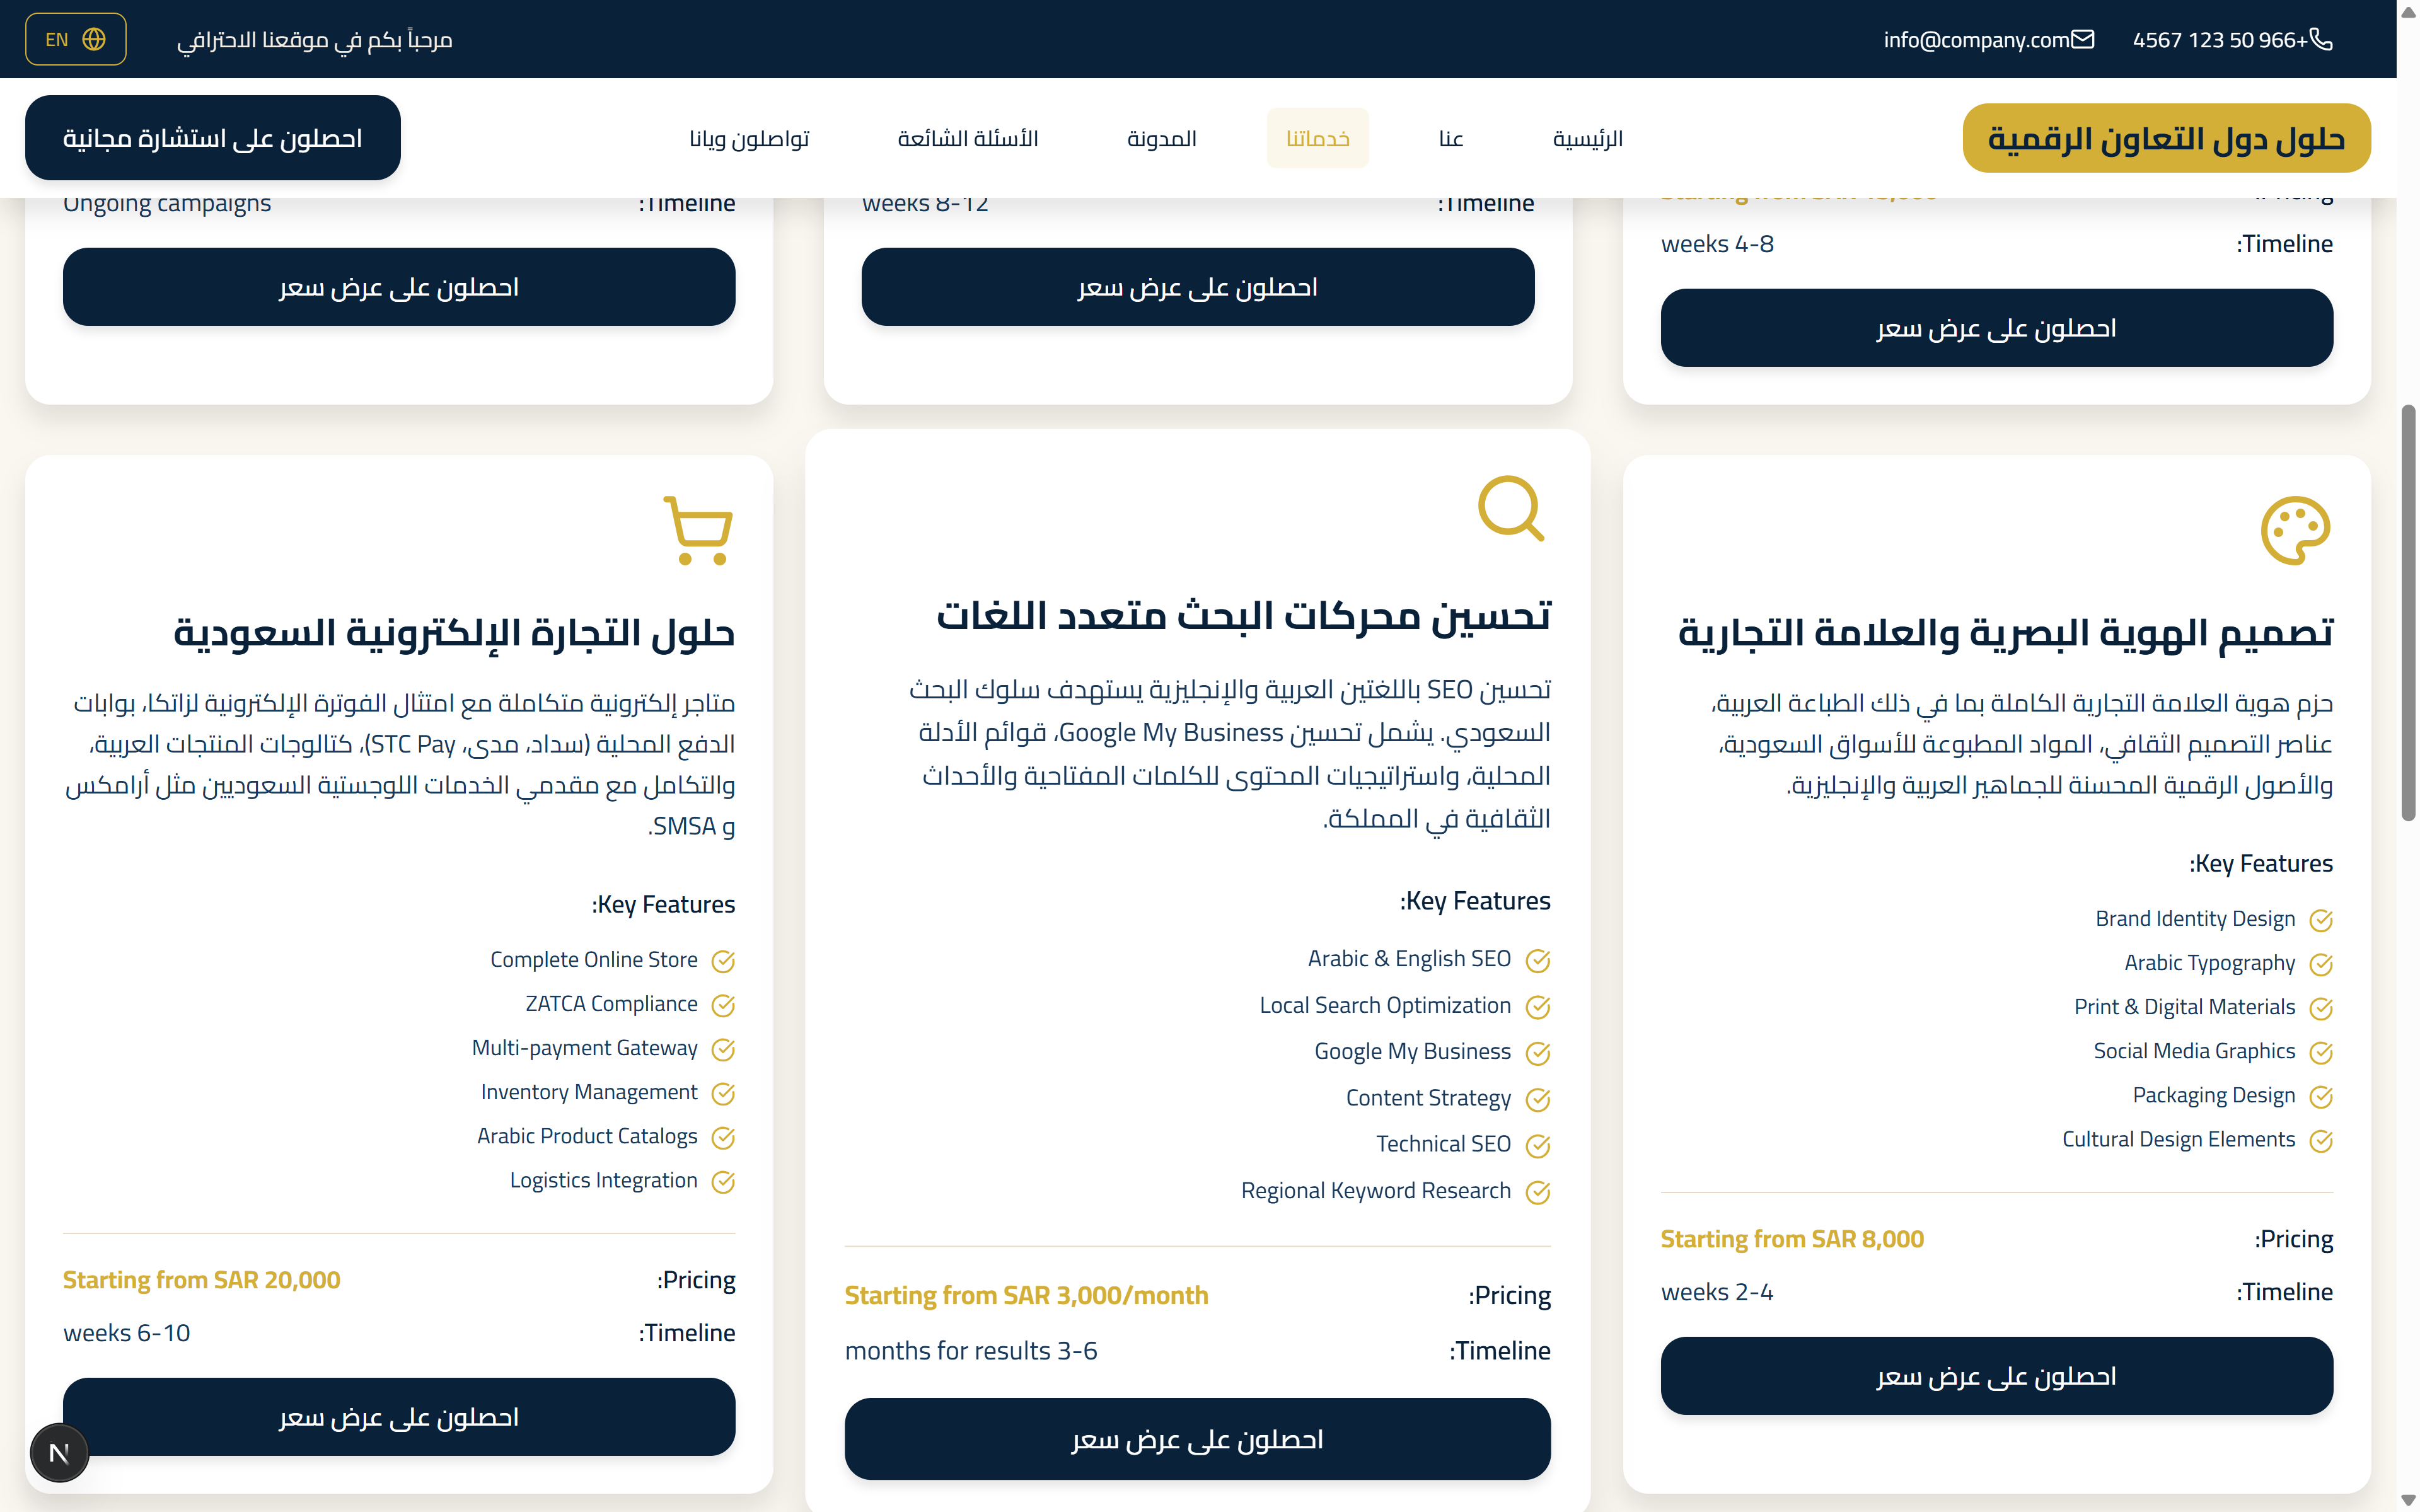 +966 50 123 4567
info@company.com
مرحباً بكم في موقعنا الاحترافي
EN
حلول دول التعاون الرقمية
الرئيسية
عنا
خدماتنا
المدونة
الأسئلة الشائعة
تواصلون ويانا
احصلون على استشارة مجانية
Timeline:
4-8 weeks
احصلون على عرض سعر
Timeline:
8-12 weeks
احصلون على عرض سعر
Timeline:
Ongoing campaigns
احصلون على عرض سعر
تصميم الهوية البصرية والعلامة التجارية
حزم هوية العلامة التجارية الكاملة بما في ذلك الطباعة العربية،
عناصر التصميم الثقافي، المواد المطبوعة للأسواق السعودية،
والأصول الرقمية المحسنة للجماهير العربية والإنجليزية.
Key Features:
Brand Identity Design
Arabic Typography
Print & Digital Materials
Social Media Graphics
Packaging Design
Cultural Design Elements
Pricing:
Starting from SAR 8,000
Timeline:
2-4 weeks
احصلون على عرض سعر
تحسين محركات البحث متعدد اللغات
تحسين SEO باللغتين العربية والإنجليزية يستهدف سلوك البحث
السعودي. يشمل تحسين Google My Business، قوائم الأدلة
المحلية، واستراتيجيات المحتوى للكلمات المفتاحية والأحداث
الثقافية في المملكة.
Key Features:
Arabic & English SEO
Local Search Optimization
Google My Business
Content Strategy
Technical SEO
Regional Keyword Research
Pricing:
Starting from SAR 3,000/month
Timeline:
3-6 months for results
احصلون على عرض سعر
حلول التجارة الإلكترونية السعودية
متاجر إلكترونية متكاملة مع امتثال الفوترة الإلكترونية لزاتكا، بوابات
الدفع المحلية (سداد، مدى، STC Pay)، كتالوجات المنتجات العربية،
والتكامل مع مقدمي الخدمات اللوجستية السعوديين مثل أرامكس
و SMSA.
Key Features:
Complete Online Store
ZATCA Compliance
Multi-payment Gateway
Inventory Management
Arabic Product Catalogs
Logistics Integration
Pricing:
Starting from SAR 20,000
Timeline:
6-10 weeks
احصلون على عرض سعر
N